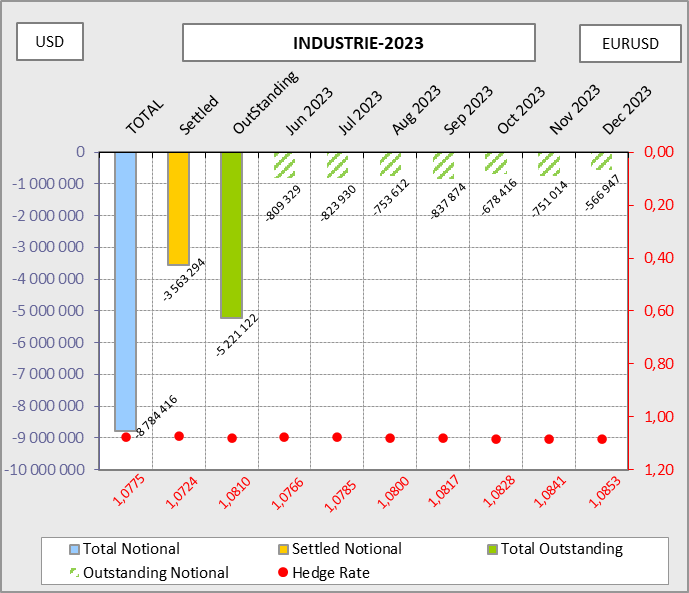 USD
INDUSTRIE-2023
EURUSD
TOTAL
Settled
OutStanding
Jun 2023
Jul 2023
Aug 2023
Sep 2023
Oct 2023
Nov 2023
Dec 2023
0
-1 000 000
-2 000 000
-3 000 000
-4 000 000
-5 000 000
-6 000 000
-7 000 000
-8 000 000
-9 000 000
-10 000 000
0,00
0,20
0,40
0,60
0,80
1,00
1,20
-8 784 416
-3 563 294
-5 221 122
-809 329
-823 930
-753 612
-837 874
-678 416
-751 014
-566 947
1,0775
1,0724
1,0810
1,0766
1,0785
1,0800
1,0817
1,0828
1,0841
1,0853
Total Notional
Settled Notional
Total Outstanding
Outstanding Notional
Hedge Rate